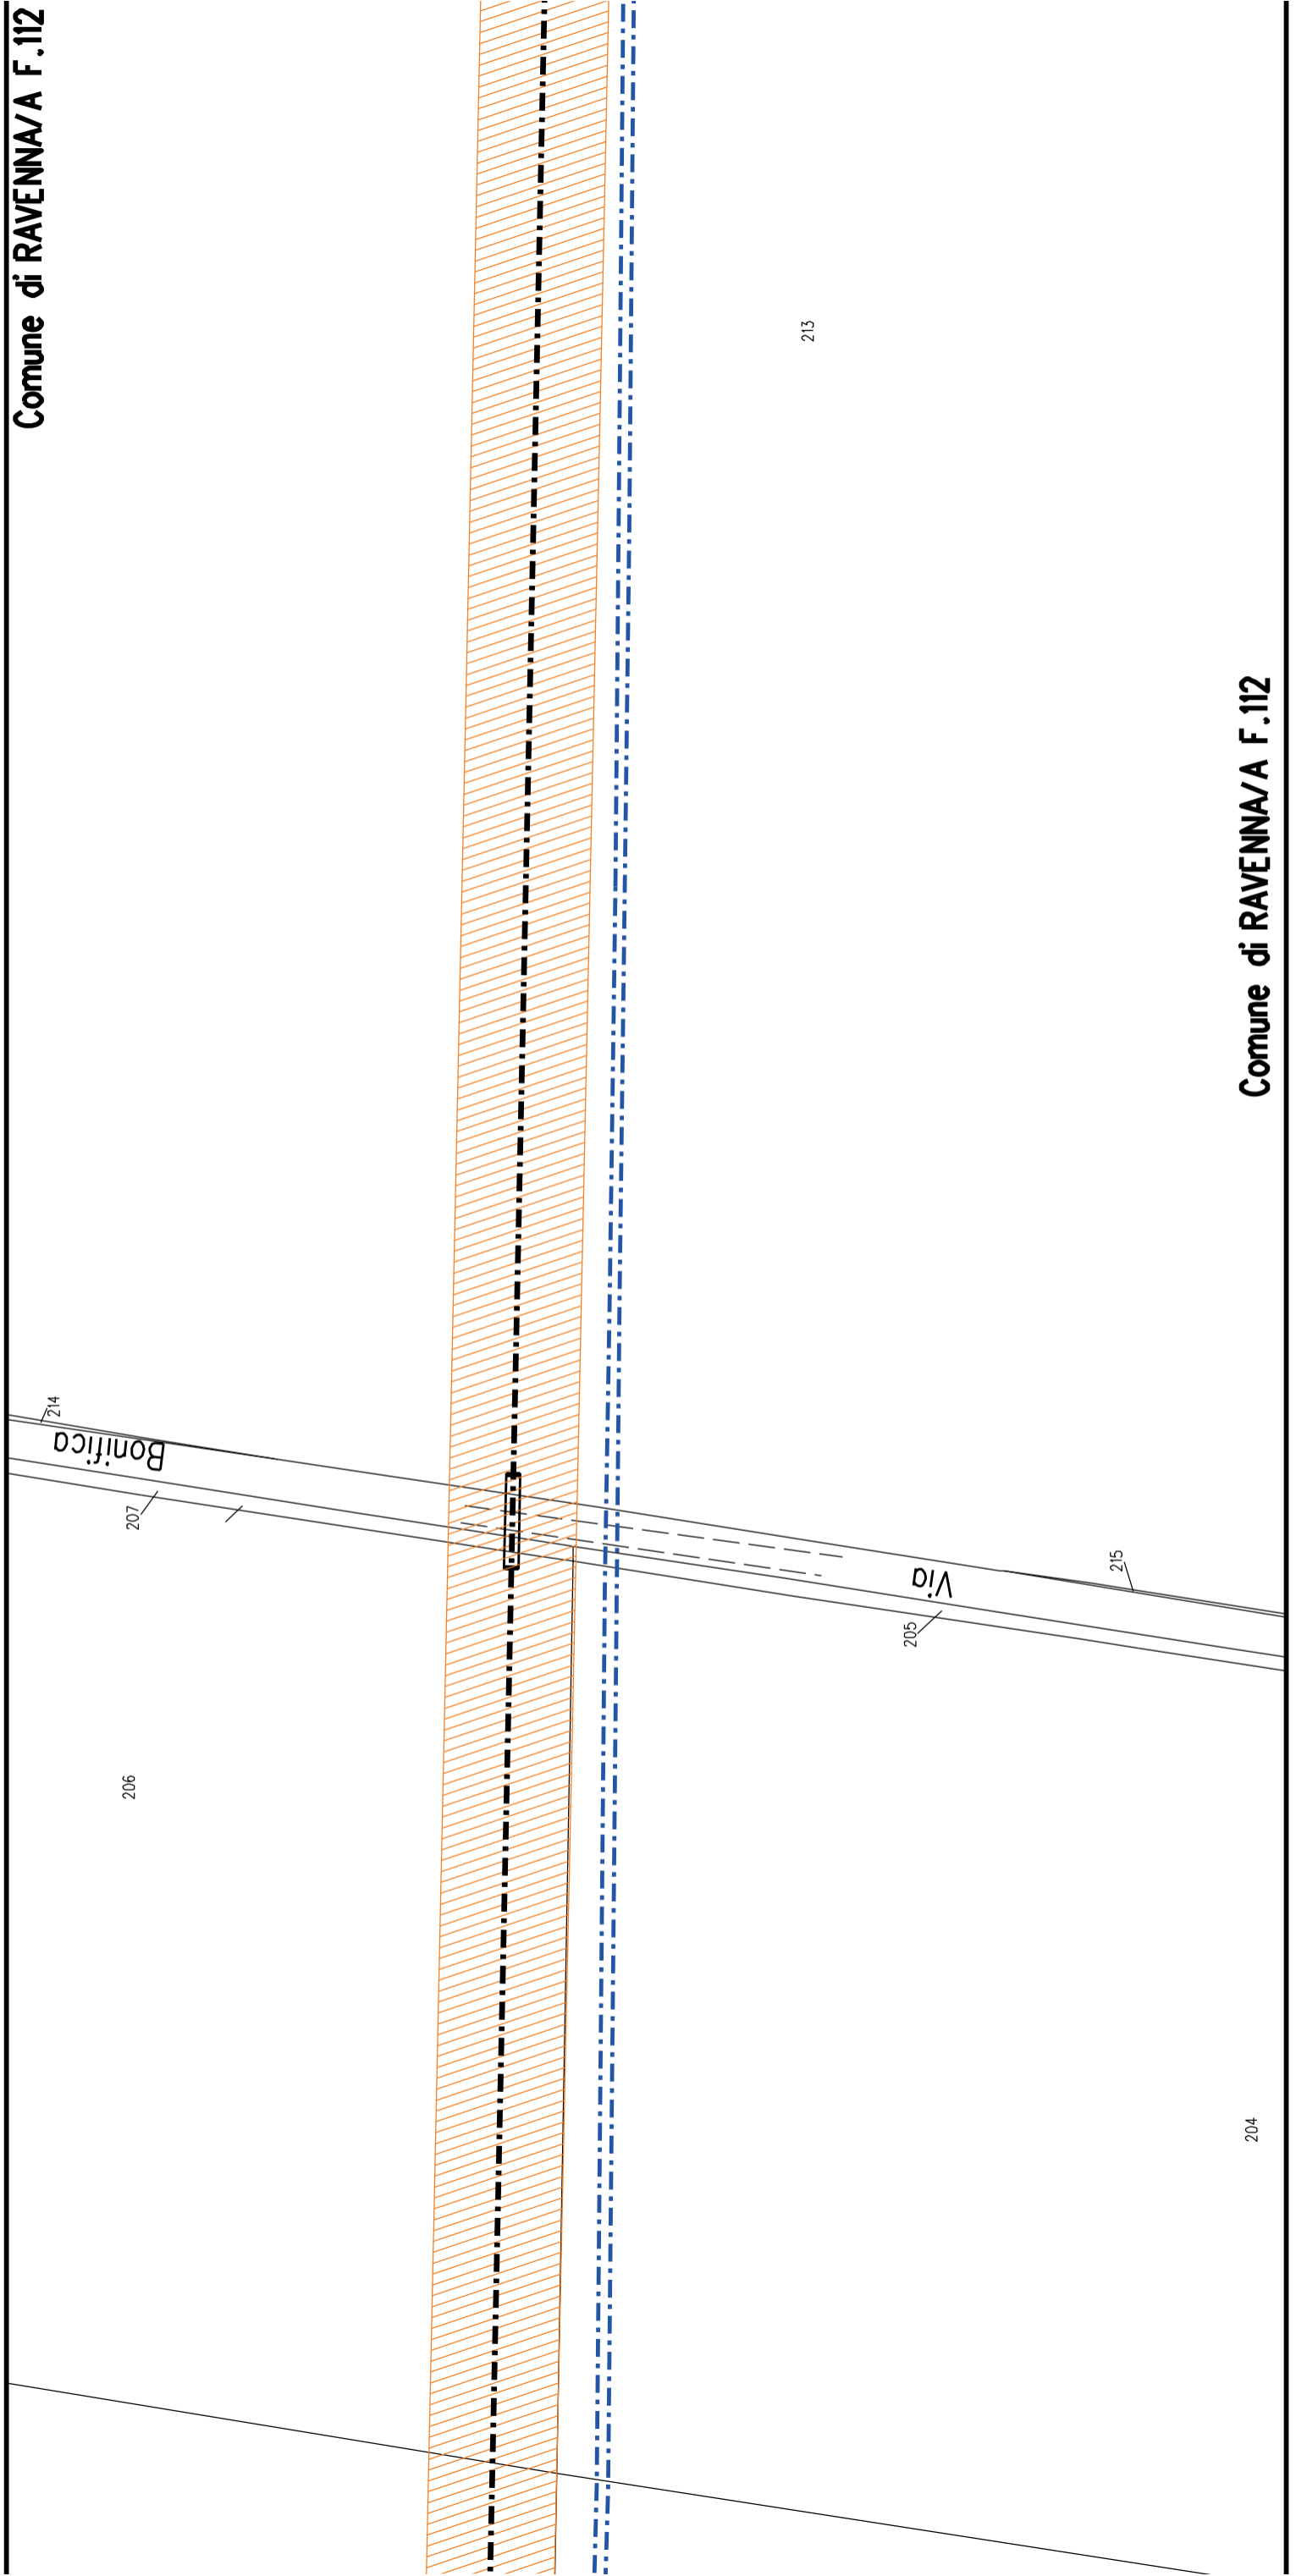 Comune di RAVENNA/A F.112
213
Comune di RAVENNA/A F.112
214
Bonifica
207
215
Via
205
206
204